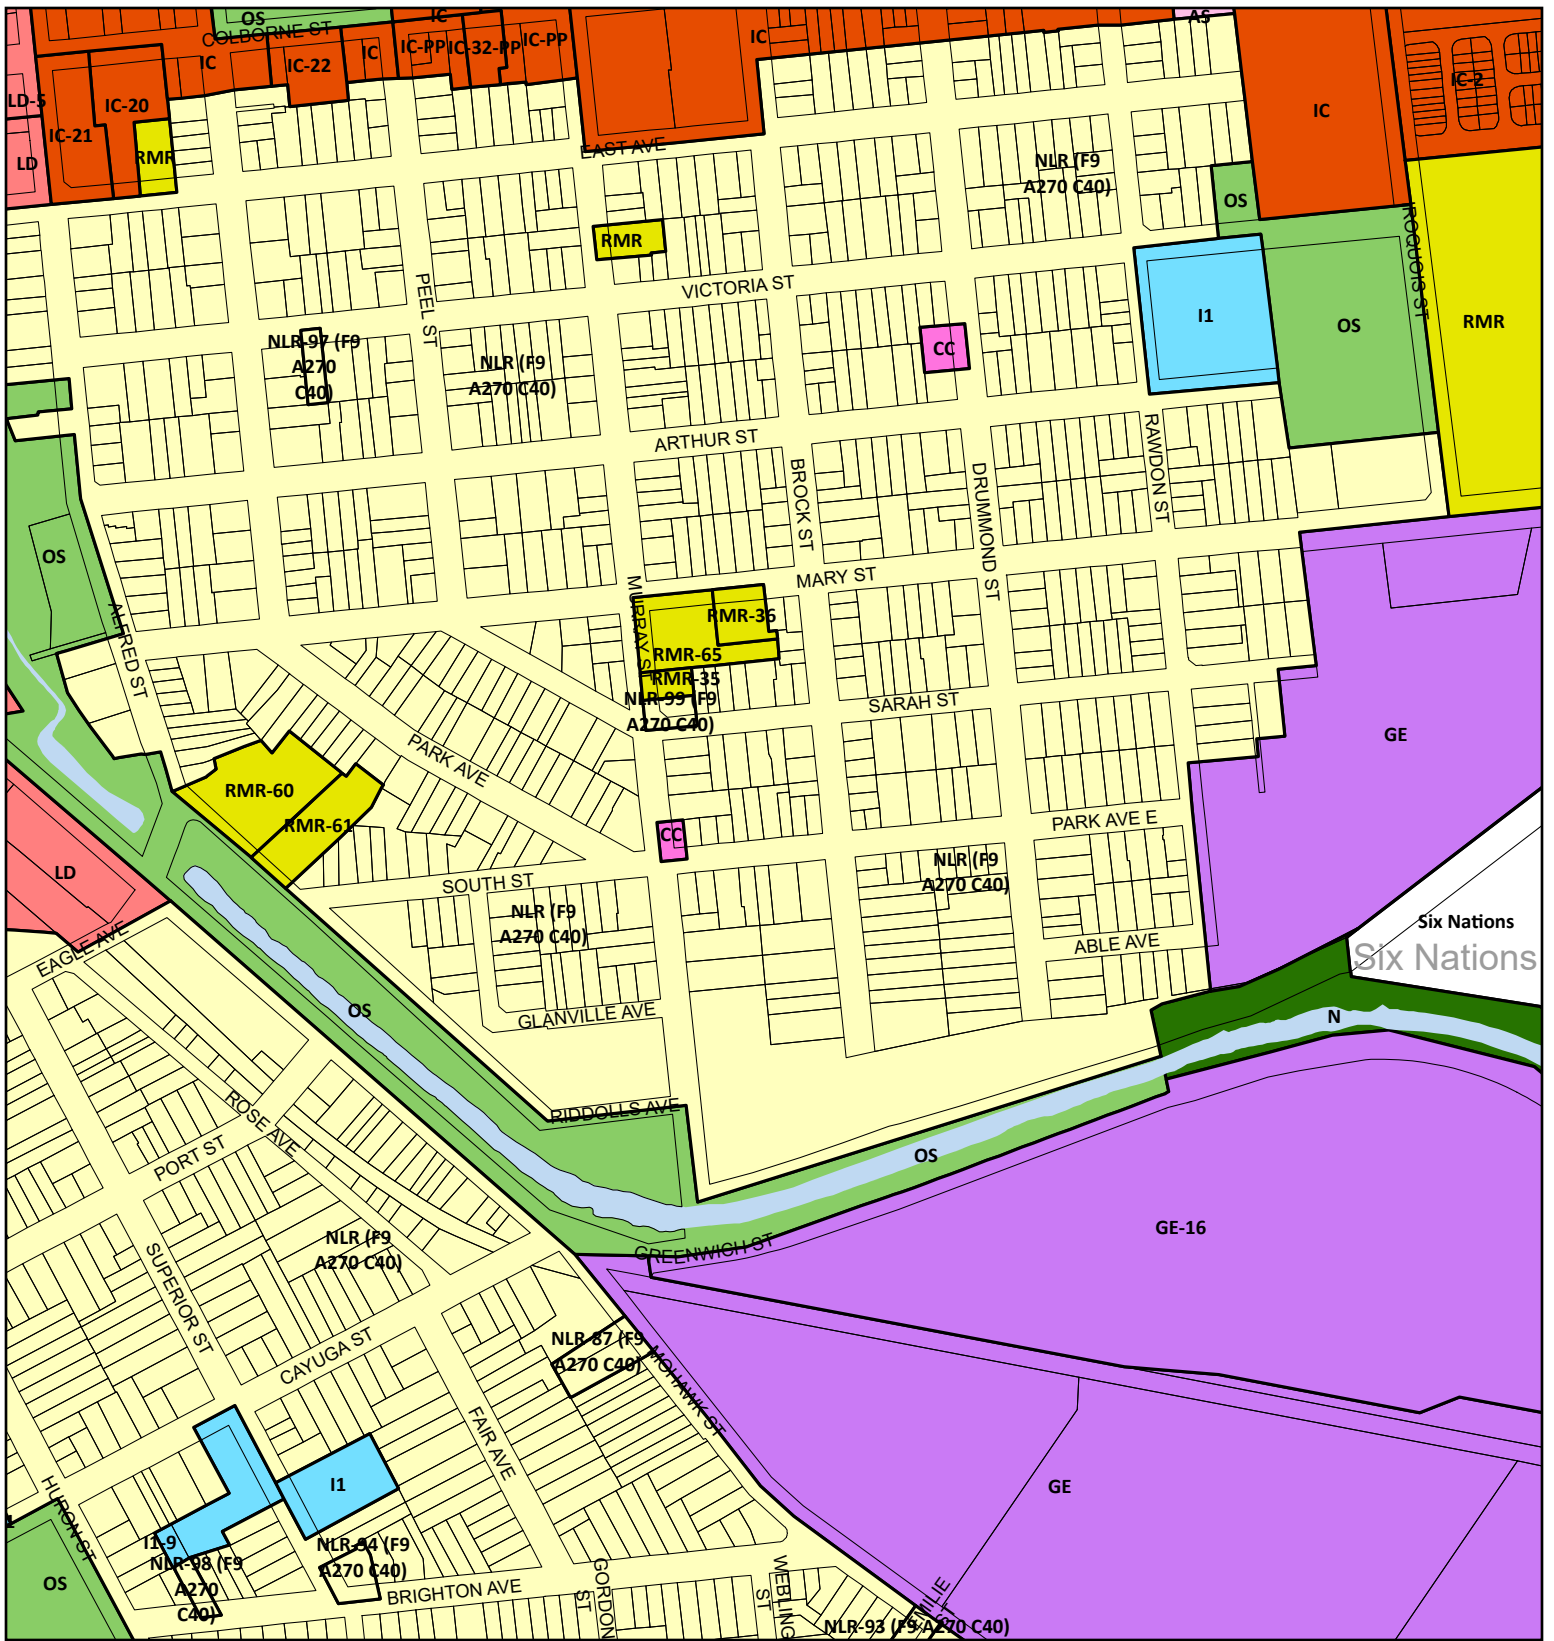 OS
IC
AS
COLBORNE ST
IC
IC-22
IC
IC-PP
IC-32-PP
IC-PP
IC
IC-2
LD-5
IC-20
IC-21
IC
LD
RMR
EAST AVE
NLR (F9
A270 C40)
OS
IROQUOIS ST
RMR
PEEL ST
VICTORIA ST
I1
OS
RMR
NLR-97 (F9
A270
C40)
NLR (F9
A270 C40)
CC
ARTHUR ST
BROCK ST
DRUMMOND ST
RAWDON ST
OS
MARY ST
ALFRED ST
MURRAY ST
RMR-36
RMR-65
RMR-35
NLR-99 (F9
A270 C40)
SARAH ST
GE
PARK AVE
RMR-60
RMR-61
CC
PARK AVE E
LD
SOUTH ST
NLR (F9
A270 C40)
NLR (F9
A270 C40)
Six Nations
Six Nations
EAGLE AVE
ABLE AVE
OS
GLANVILLE AVE
N
ROSE AVE
RIDDOLLS AVE
PORT ST
OS
NLR (F9
A270 C40)
GREENWICH ST
GE-16
SUPERIOR ST
CAYUGA ST
NLR-87 (F9
A270 C40)
MOHAWK ST
FAIR AVE
I1
GE
HURON ST
I1-9
NLR-98 (F9
A270
C40)
NLR-94 (F9
A270 C40)
OS
BRIGHTON AVE
GORDON
ST
WEBLING
ST
EMILIE
ST
NLR-93 (F9 A270 C40)